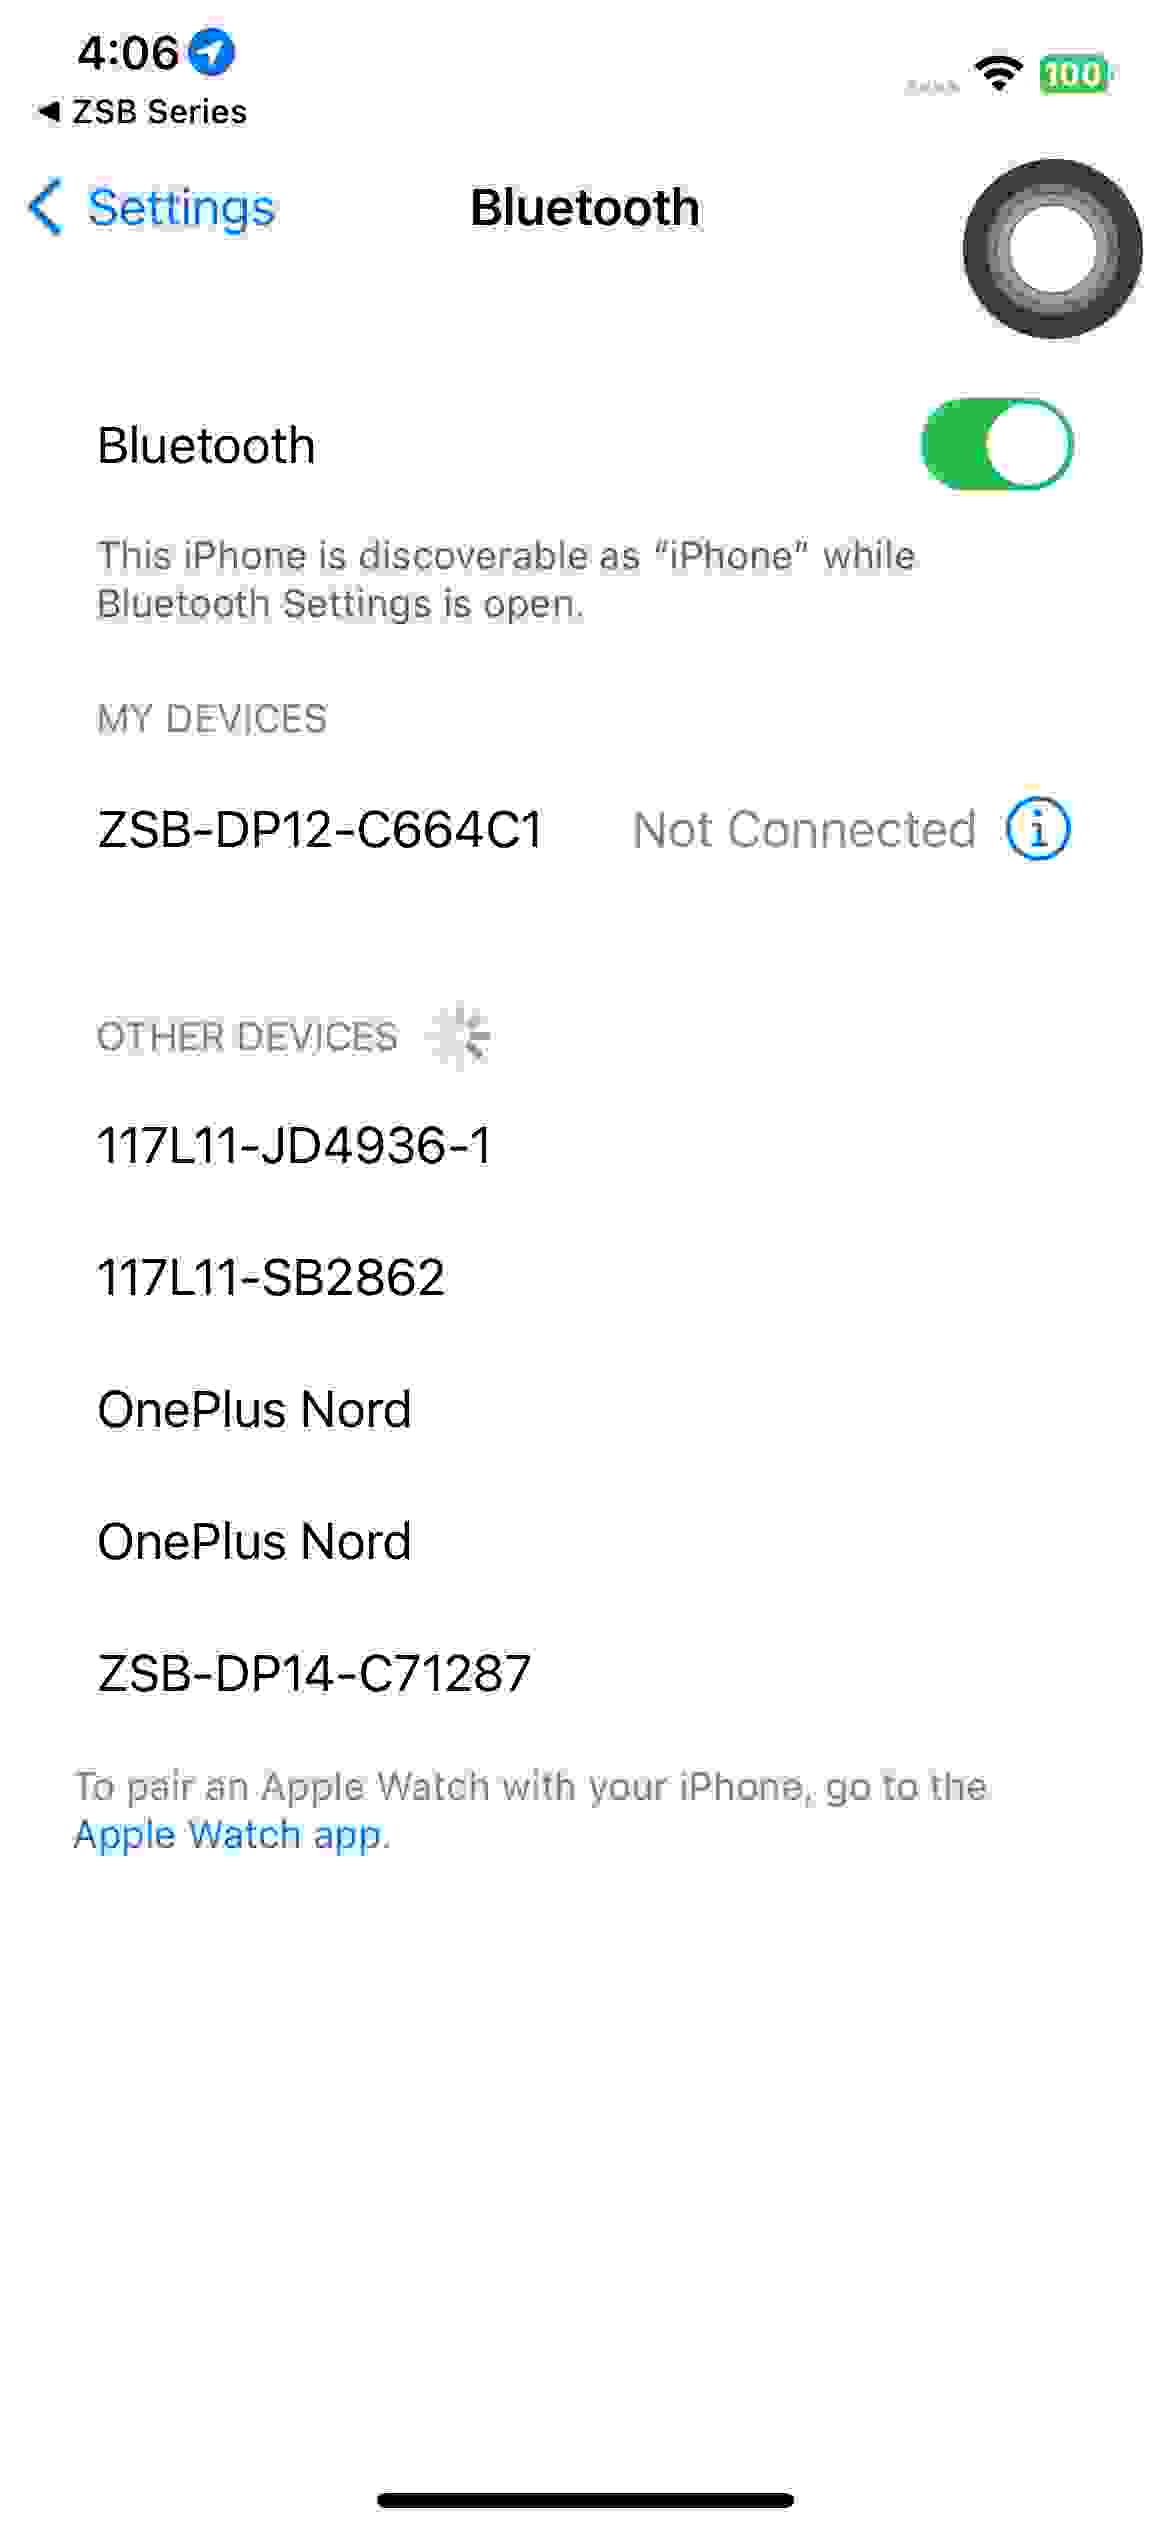 4:06
100
◀ ZSB Series
Settings
Bluetooth
Bluetooth
This iPhone is discoverable as “iPhone” while
Bluetooth Settings is open.
MY DEVICES
ZSB-DP12-C664C1 Not Connected
OTHER DEVICES
117L11-JD4936-1
117L11-SB2862
OnePlus Nord
OnePlus Nord
ZSB-DP14-C71287
To pair an Apple Watch with your iPhone, go to the
Apple Watch app.